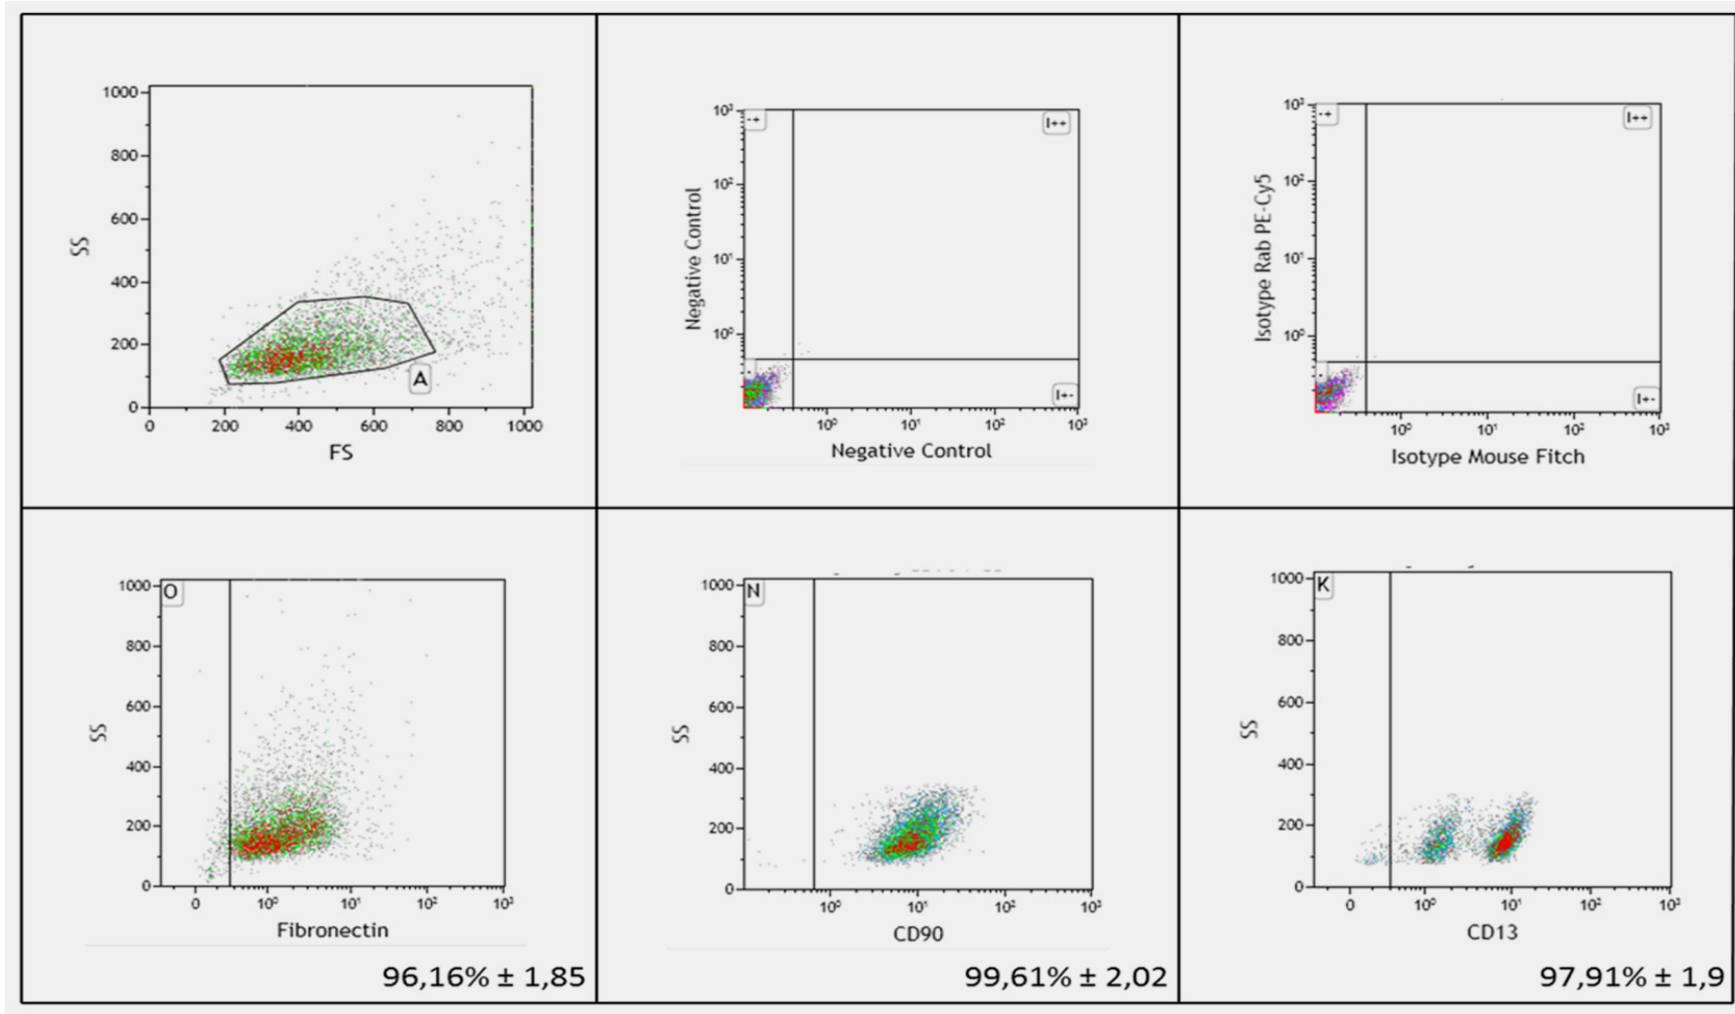 1000
800
600
400
200
0
SS
A
0 200 400 600 800 1000
FS
10³
10²
10¹
10⁰
Negative Control
-+
I++
-
I+-
10⁰ 10¹ 10² 10³
Negative Control
10³
10²
10¹
10⁰
Isotype Rab PE-Cy5
-+
I++
-
I+-
10⁰ 10¹ 10² 10³
Isotype Mouse Fitch
O
1000
800
600
400
200
0
SS
0 10⁰ 10¹ 10² 10³
Fibronectin
96,16% ± 1,85
N
1000
800
600
400
200
0
SS
10⁰ 10¹ 10² 10³
CD90
99,61% ± 2,02
K
1000
800
600
400
200
0
SS
0 10⁰ 10¹ 10² 10³
CD13
97,91% ± 1,9